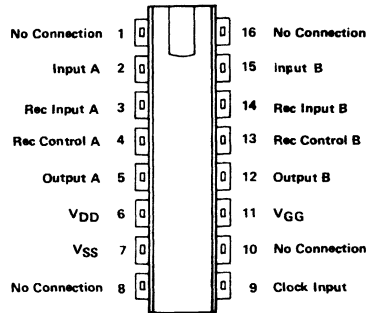 No Connection 1 16 No Connection
Input A 2 15 Input B
Rec Input A 3 14 Rec Input B
Rec Control A 4 13 Rec Control B
Output A 5 12 Output B
VDD 6 11 VGG
VSS 7 10 No Connection
No Connection 8 9 Clock Input